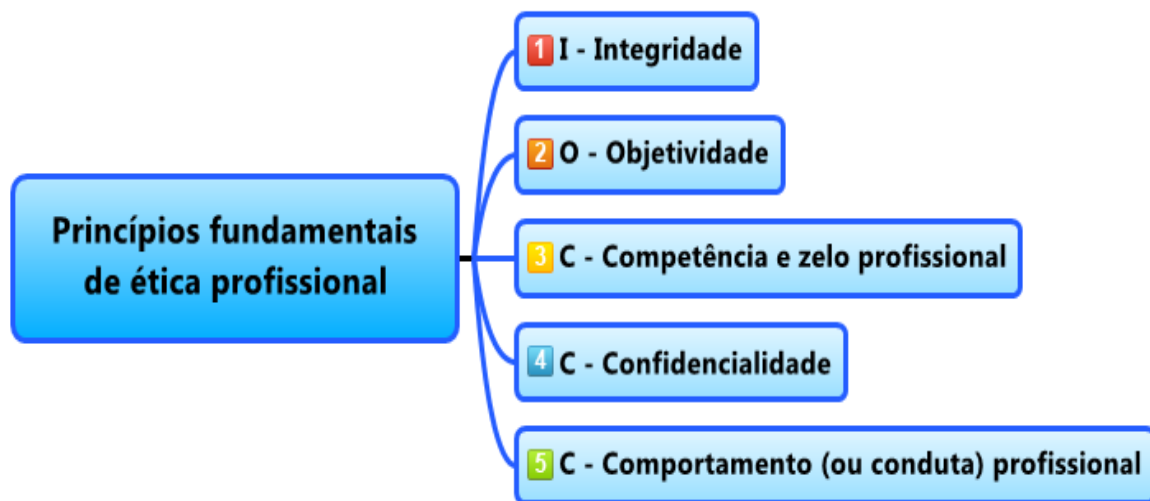 1 I - Integridade
2 O - Objetividade
Princípios fundamentais
de ética profissional
3 C - Competência e zelo profissional
4 C - Confidencialidade
5 C - Comportamento (ou conduta) profissional